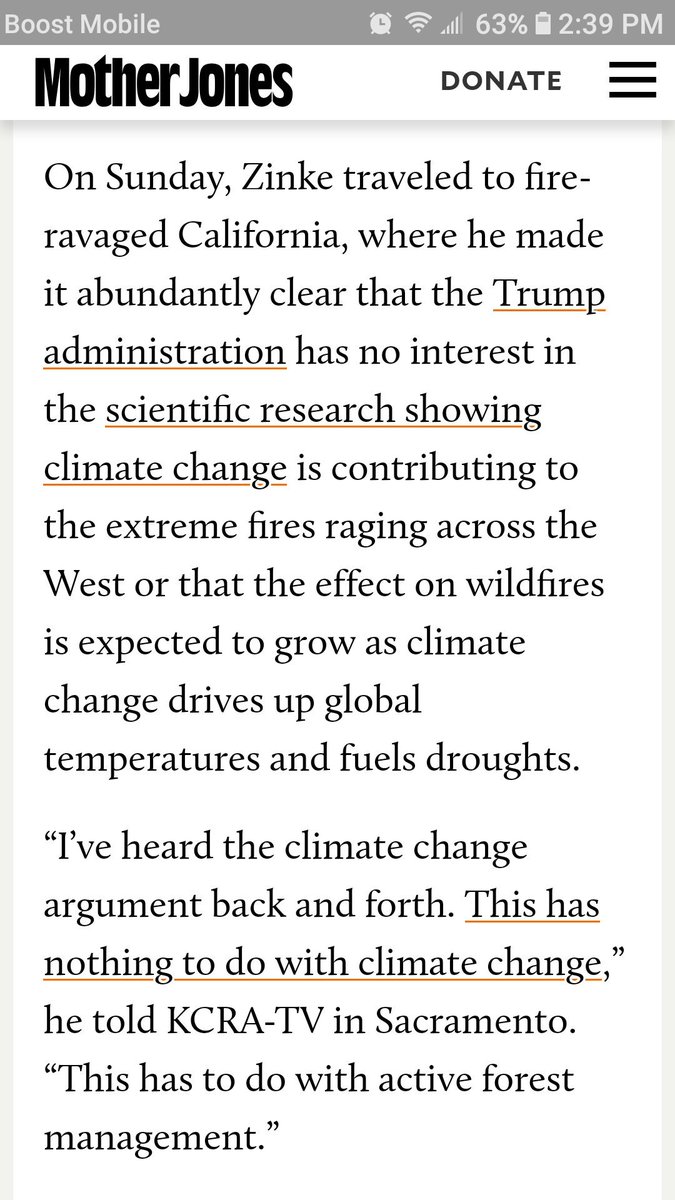 Boost Mobile 63% 2:39 PM
Mother Jones DONATE
On Sunday, Zinke traveled to fire-
ravaged California, where he made
it abundantly clear that the Trump
administration has no interest in
the scientific research showing
climate change is contributing to
the extreme fires raging across the
West or that the effect on wildfires
is expected to grow as climate
change drives up global
temperatures and fuels droughts.
“I’ve heard the climate change
argument back and forth. This has
nothing to do with climate change,”
he told KCRA-TV in Sacramento.
“This has to do with active forest
management.”